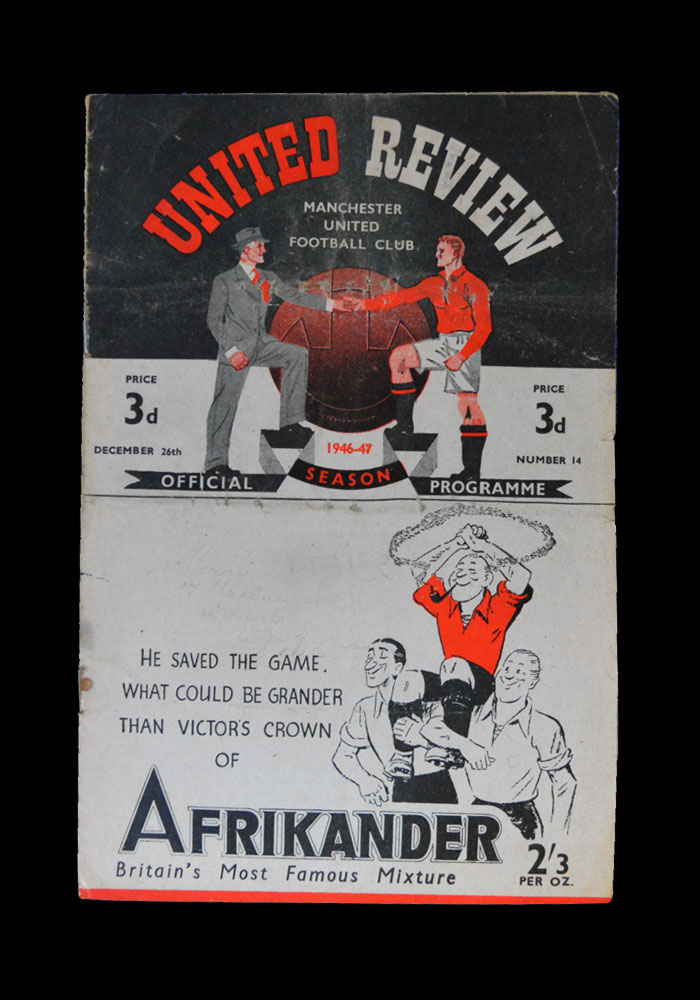 UNITED REVIEW
MANCHESTER
UNITED
FOOTBALL CLUB
PRICE
3d
DECEMBER 26th
PRICE
3d
NUMBER 14
1946-47
OFFICIAL SEASON PROGRAMME
HE SAVED THE GAME.
WHAT COULD BE GRANDER
THAN VICTOR'S CROWN
OF
AFRIKANDER
Britain's Most Famous Mixture
2'/3
PER OZ.